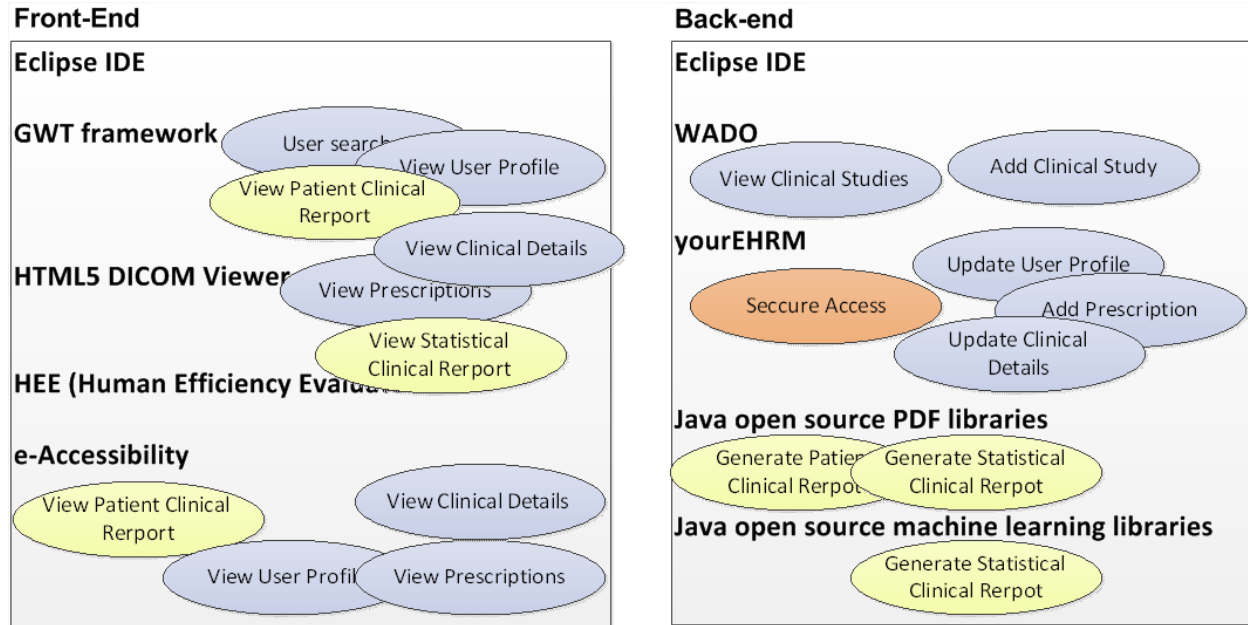 Front-End
Eclipse IDE
GWT framework
User search
View User Profile
View Patient Clinical
Rerport
View Clinical Details
HTML5 DICOM Viewer
View Prescriptions
View Statistical
Clinical Rerport
HEE (Human Efficiency
e-Accessibility
View Patient Clinical
Rerport
View Clinical Details
View User Profile
View Prescriptions
Back-end
Eclipse IDE
WADO
View Clinical Studies
Add Clinical Study
yourEHRM
Update User Profile
Seccure Access
Add Prescription
Update Clinical
Details
Java open source PDF libraries
Generate Patient
Clinical Rerpot
Generate Statistical
Clinical Rerpot
Java open source machine learning libraries
Generate Statistical
Clinical Rerpot